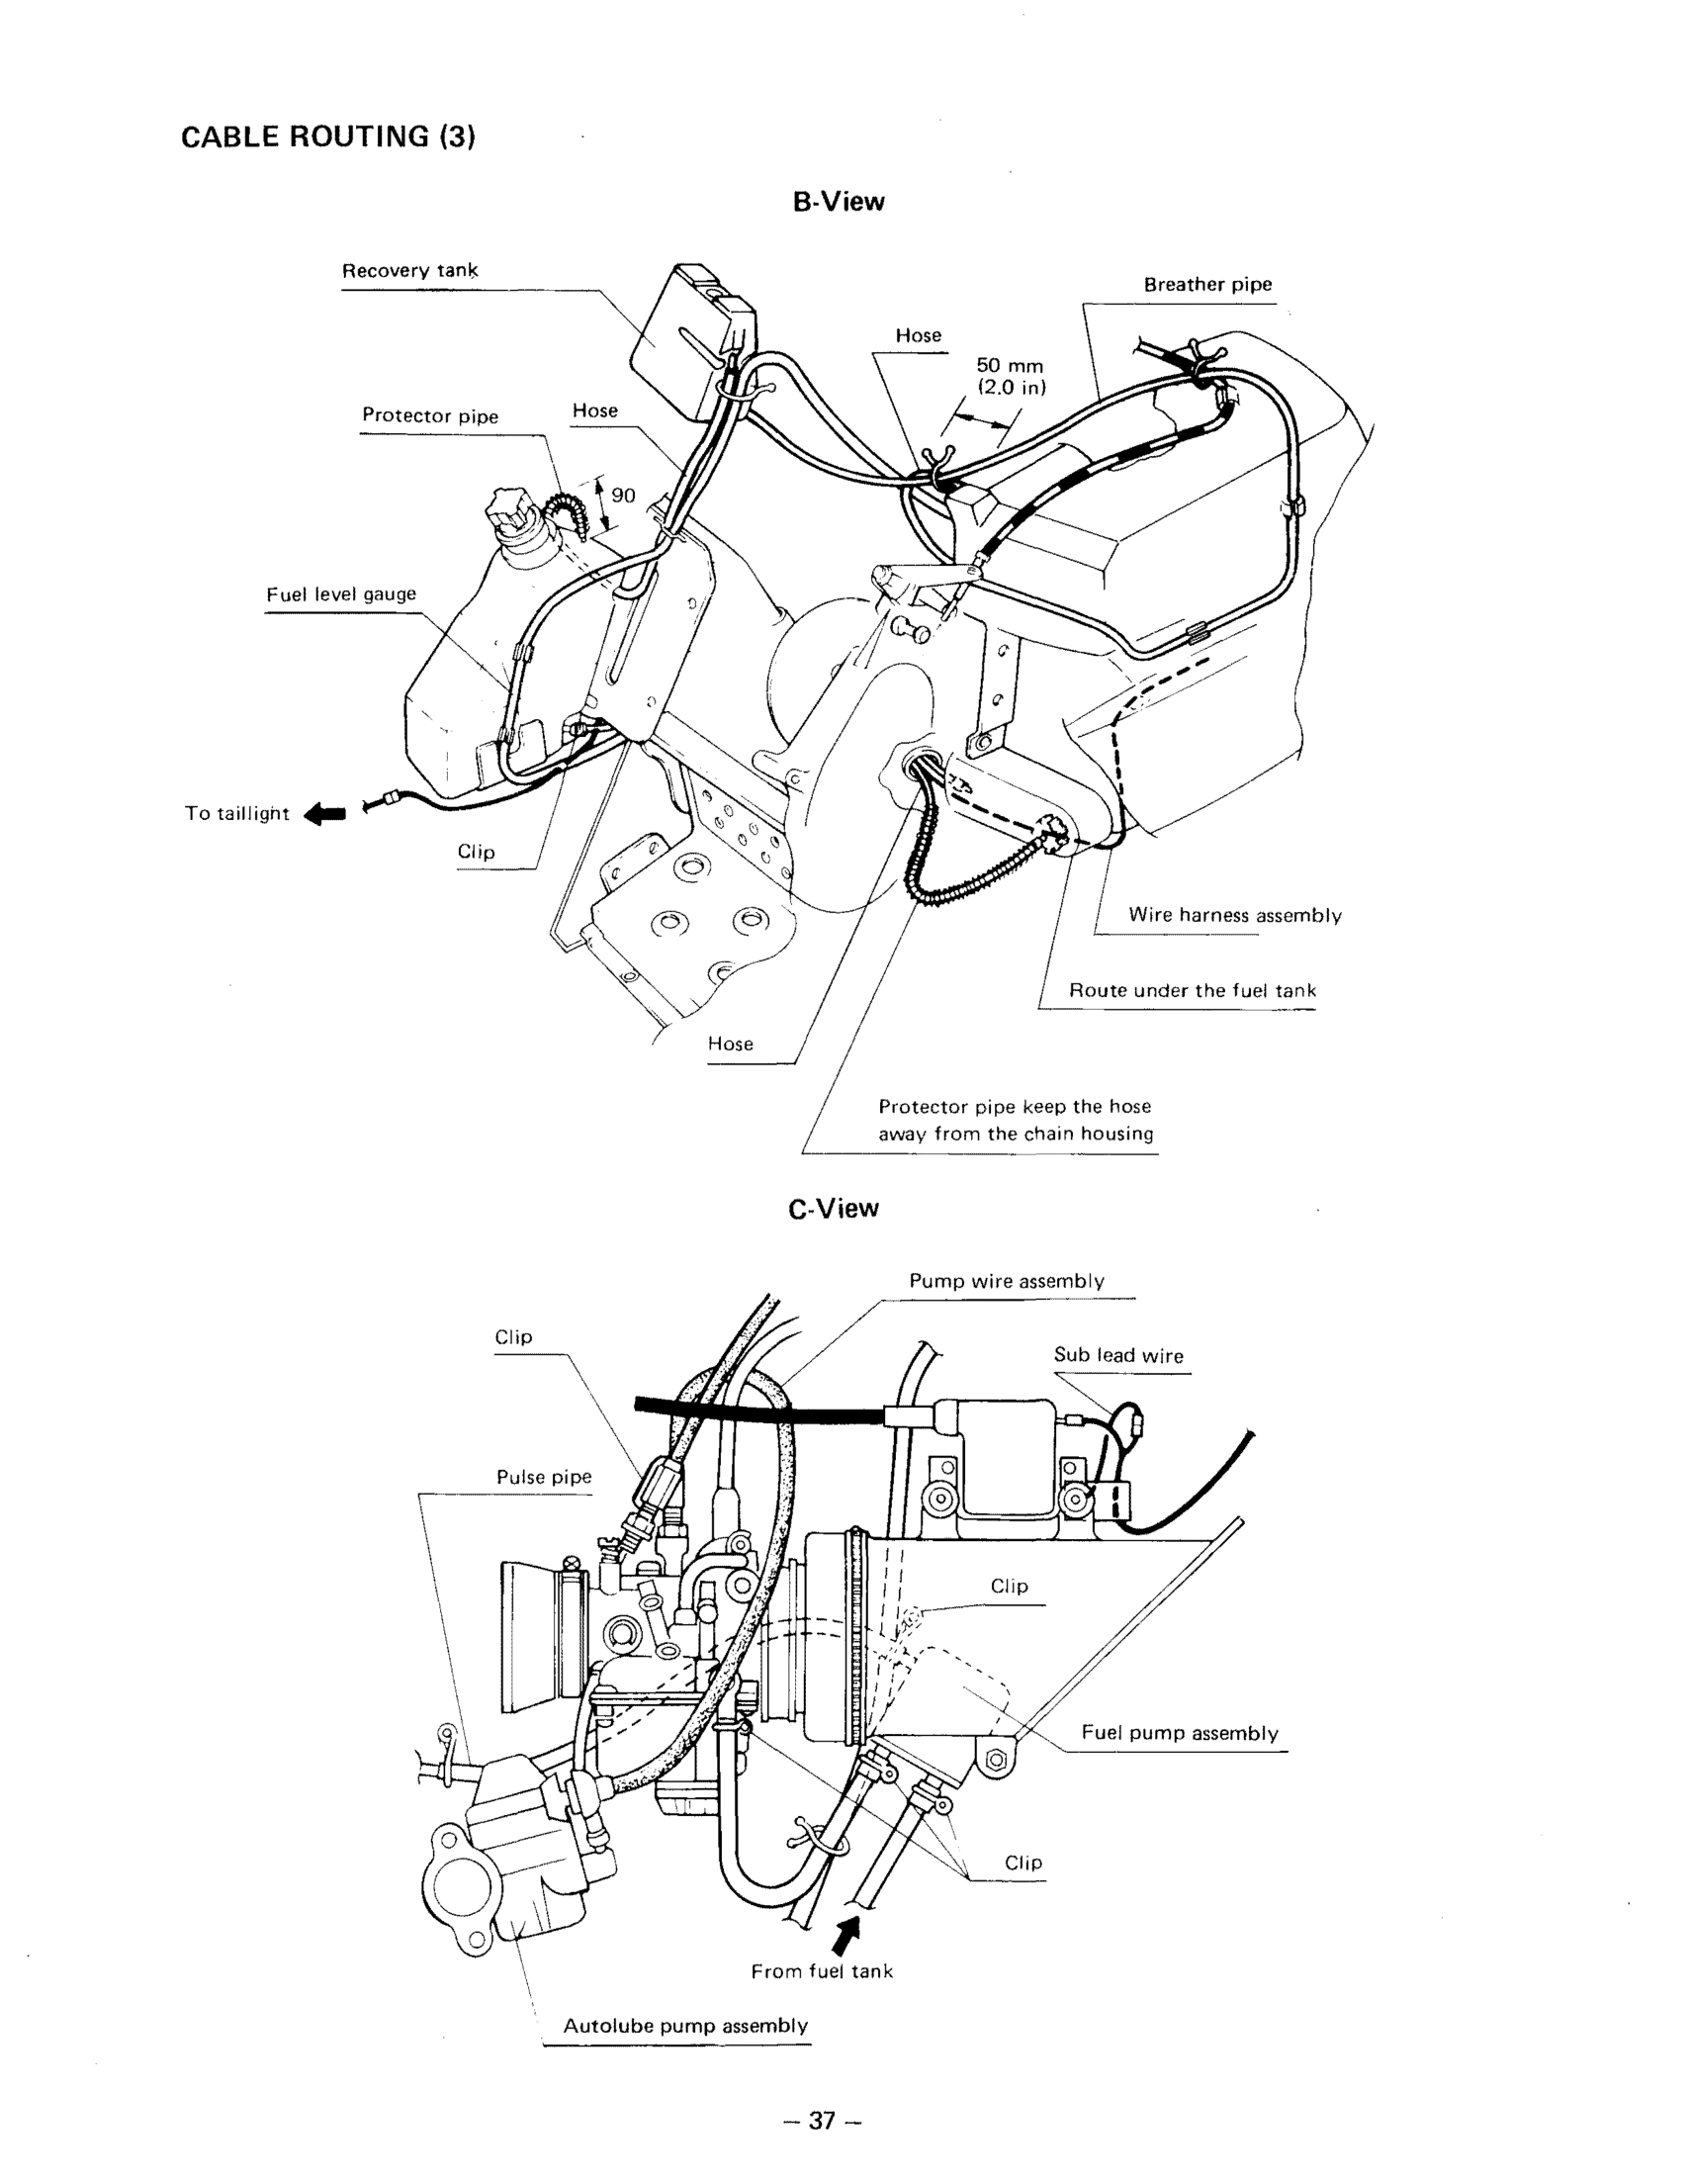 CABLE ROUTING (3)
B-View
Recovery tank
Breather pipe
Hose
50 mm
(2.0 in)
Protector pipe
Hose
90
Fuel level gauge
To taillight
Clip
Wire harness assembly
Route under the fuel tank
Hose
Protector pipe keep the hose
away from the chain housing
C-View
Pump wire assembly
Clip
Sub lead wire
Pulse pipe
Clip
Fuel pump assembly
Clip
From fuel tank
Autolube pump assembly
– 37 –